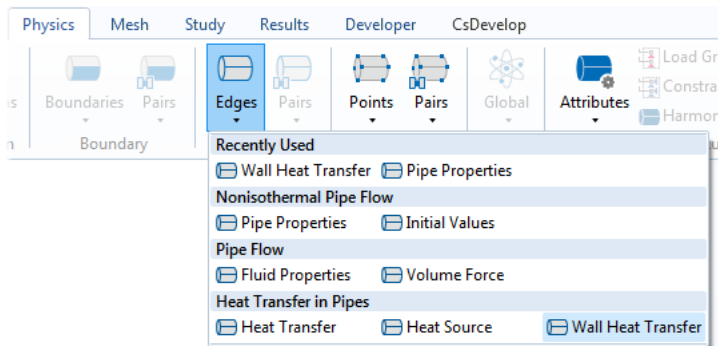 Physics Mesh Study Results Developer CsDevelop
Load Gr
Constra
Harmon
Boundaries Pairs Edges Pairs Points Pairs Global Attributes
Boundary
Recently Used
Wall Heat Transfer Pipe Properties
Nonisothermal Pipe Flow
Pipe Properties Initial Values
Pipe Flow
Fluid Properties Volume Force
Heat Transfer in Pipes
Heat Transfer Heat Source Wall Heat Transfer